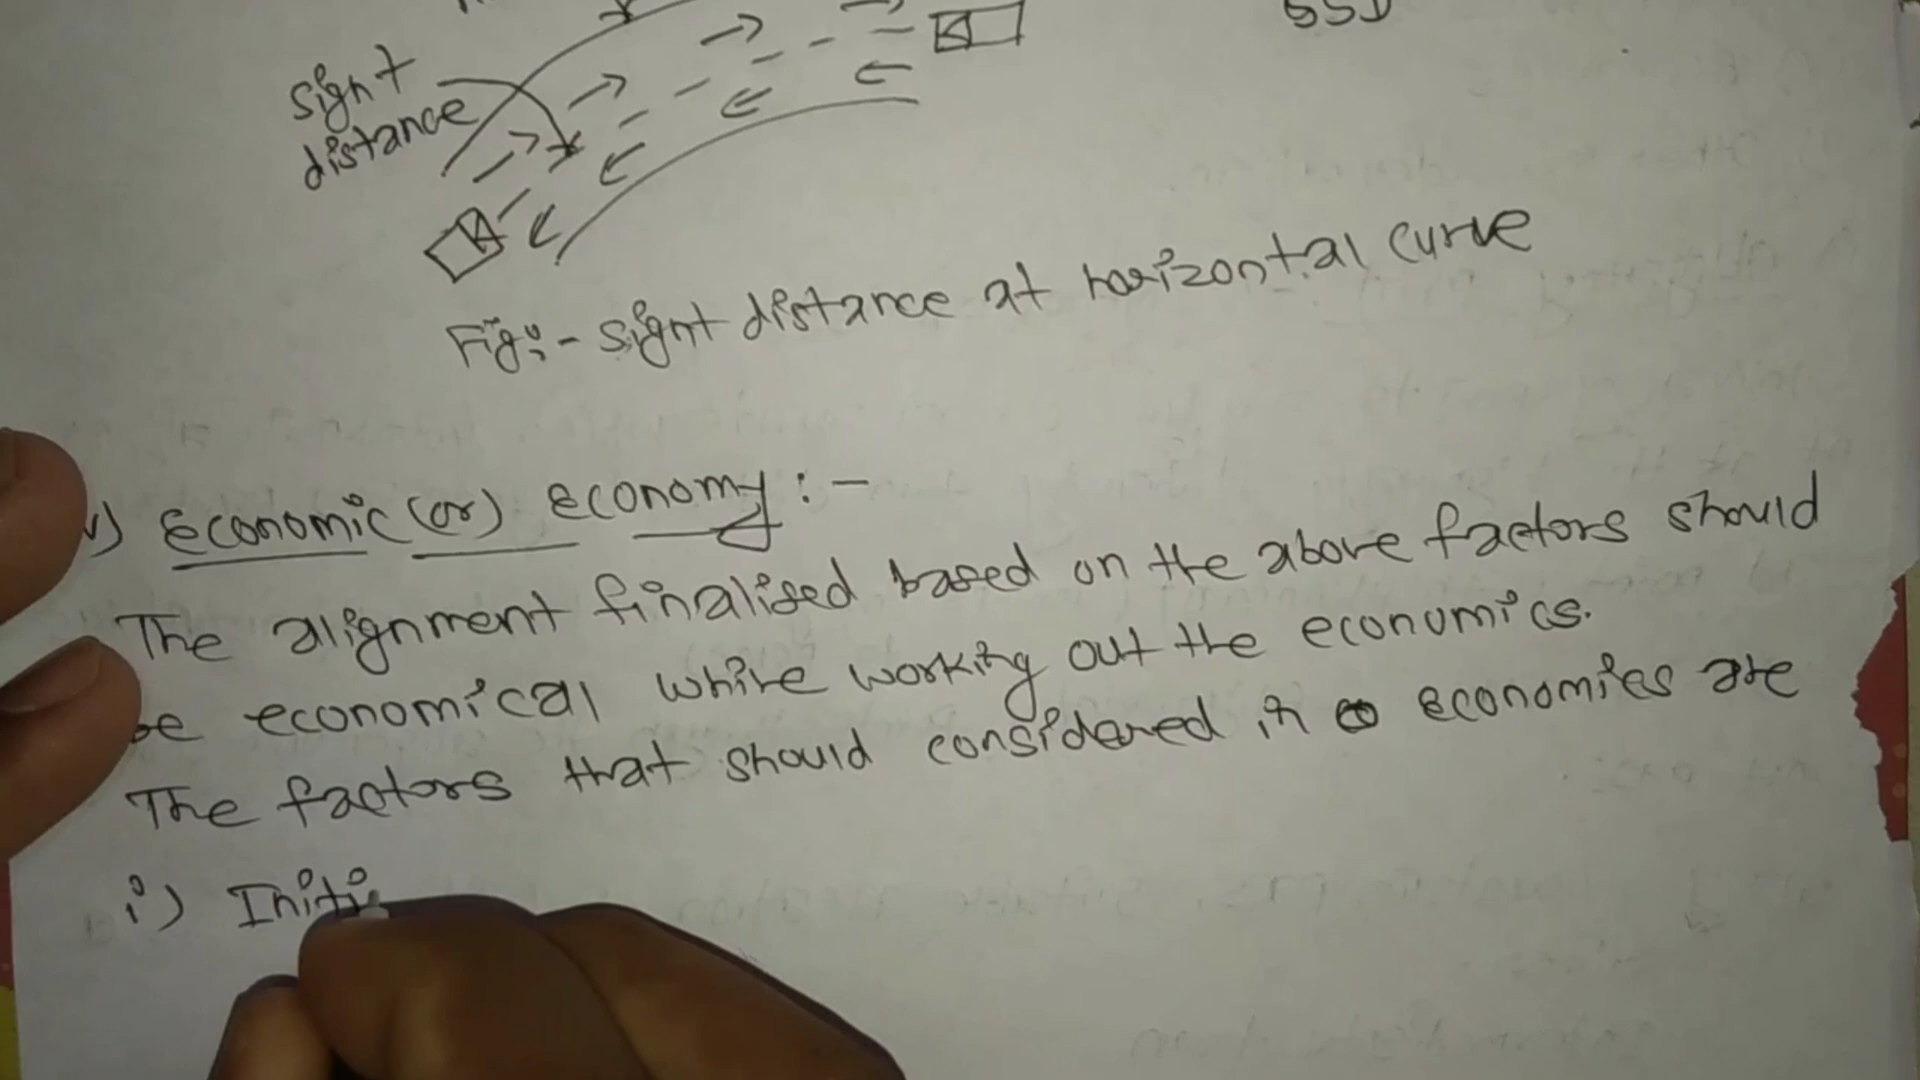 SSD
sight
distance
Fig:- sight distance at horizontal curve
v) Economic (or) economy :-
The alignment finalised based on the above factors should
be economical while working out the economics.
The factors that should considered in economies are
i) Initi